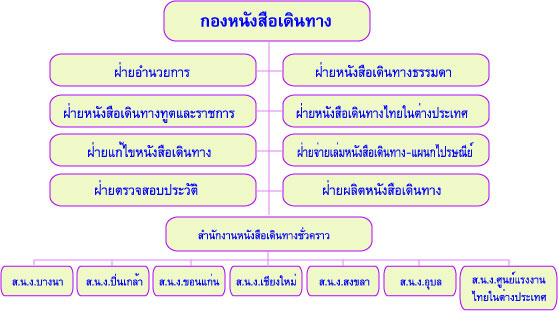 กองหนังสือเดินทาง
ฝ่ายอำนวยการ
ฝ่ายหนังสือเดินทางธรรมดา
ฝ่ายหนังสือเดินทางทูตและราชการ
ฝ่ายหนังสือเดินทางไทยในต่างประเทศ
ฝ่ายแก้ไขหนังสือเดินทาง
ฝ่ายจ่ายเล่มหนังสือเดินทาง-แผนกไปรษณีย์
ฝ่ายตรวจสอบประวัติ
ฝ่ายผลิตหนังสือเดินทาง
สำนักงานหนังสือเดินทางชั่วคราว
ส.น.ง.บางนา
ส.น.ง.ปิ่นเกล้า
ส.น.ง.ขอนแก่น
ส.น.ง.เชียงใหม่
ส.น.ง.สงขลา
ส.น.ง.อุบล
ส.น.ง.ศูนย์แรงงาน
ไทยในต่างประเทศ